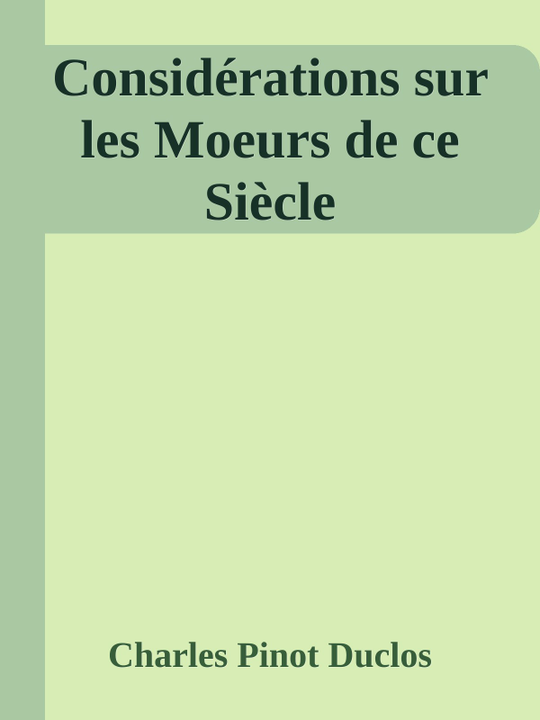 Considérations sur
les Moeurs de ce
Siècle
Charles Pinot Duclos